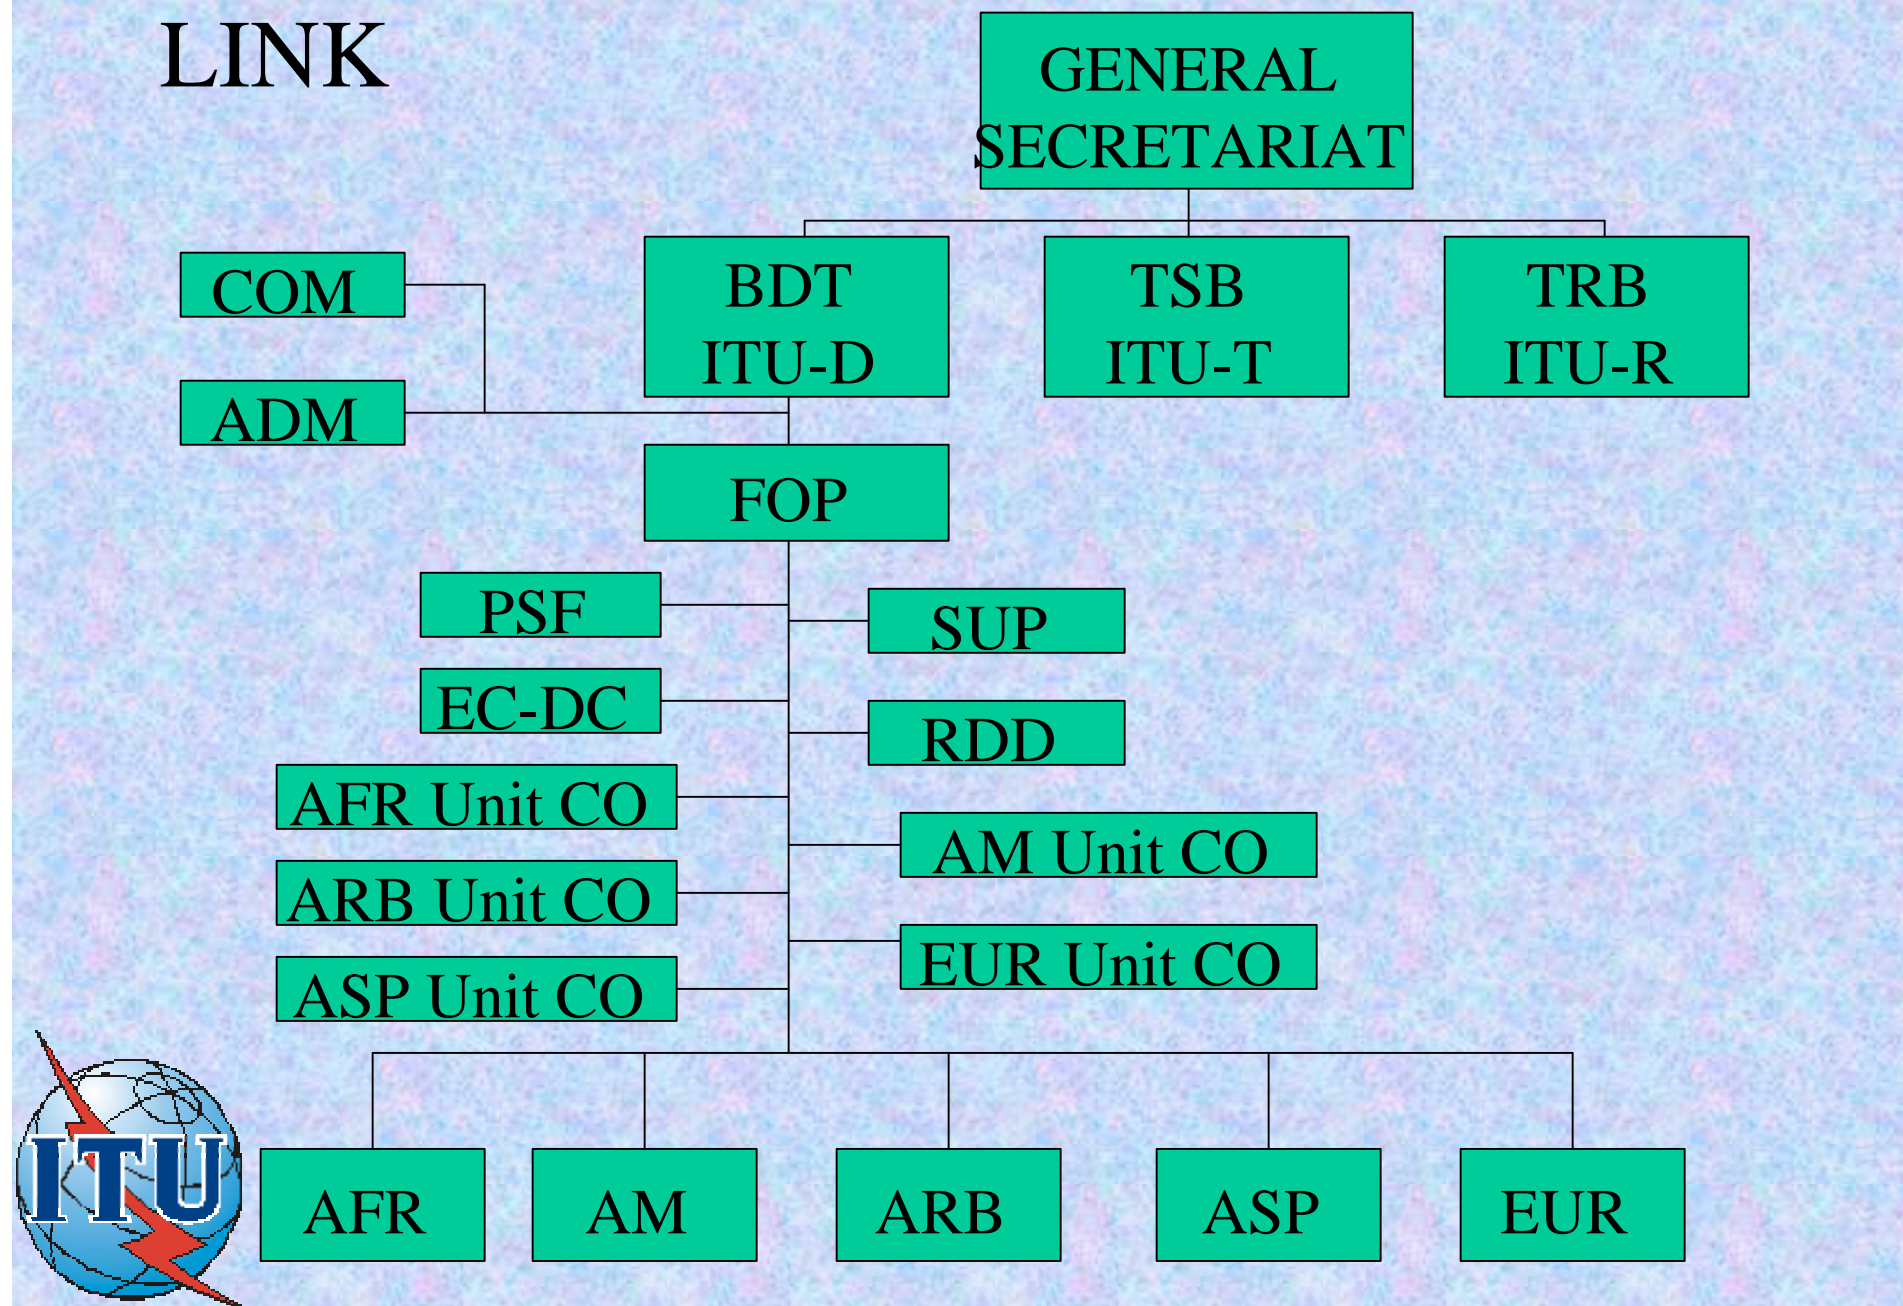 LINK
GENERAL
SECRETARIAT
COM
BDT
ITU-D
TSB
ITU-T
TRB
ITU-R
ADM
FOP
PSF
SUP
EC-DC
RDD
AFR Unit CO
AM Unit CO
ARB Unit CO
EUR Unit CO
ASP Unit CO
ITU
AFR
AM
ARB
ASP
EUR